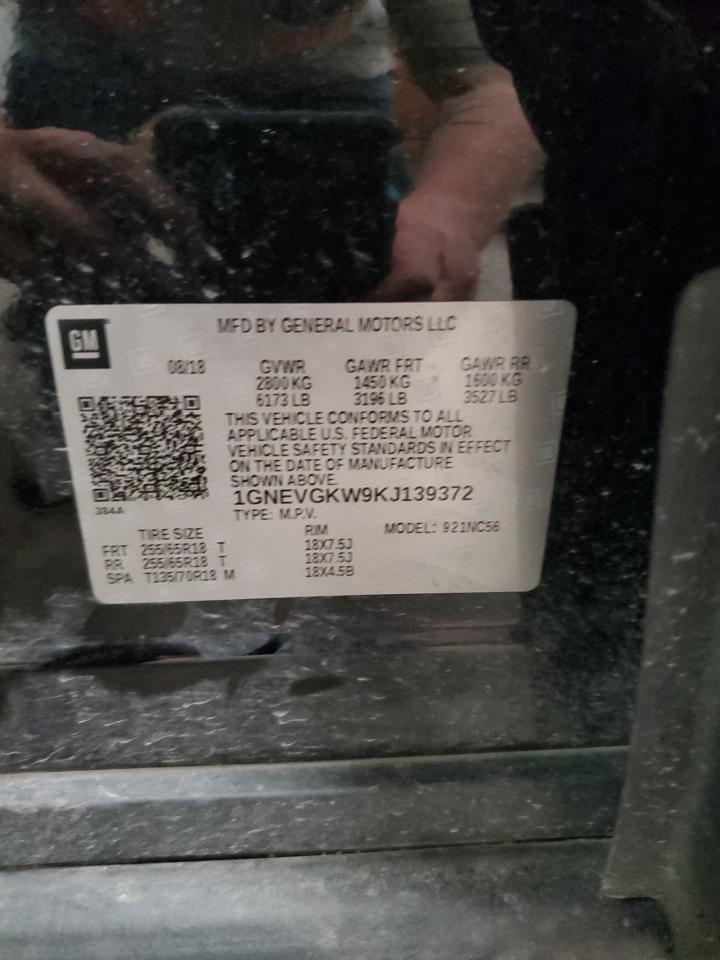 GM
MFD BY GENERAL MOTORS LLC
08/18 GVWR GAWR FRT GAWR RR
2800 KG 1450 KG 1600 KG
6173 LB 3196 LB 3527 LB
THIS VEHICLE CONFORMS TO ALL
APPLICABLE U.S. FEDERAL MOTOR
VEHICLE SAFETY STANDARDS IN EFFECT
ON THE DATE OF MANUFACTURE
SHOWN ABOVE.
1GNEVGKW9KJ139372
384A
TYPE: M.P.V.
TIRE SIZE RIM MODEL: 921NC56
FRT 255/65R18 T 18X7.5J
RR 255/65R18 T 18X7.5J
SPA T135/70R18 M 18X4.5B